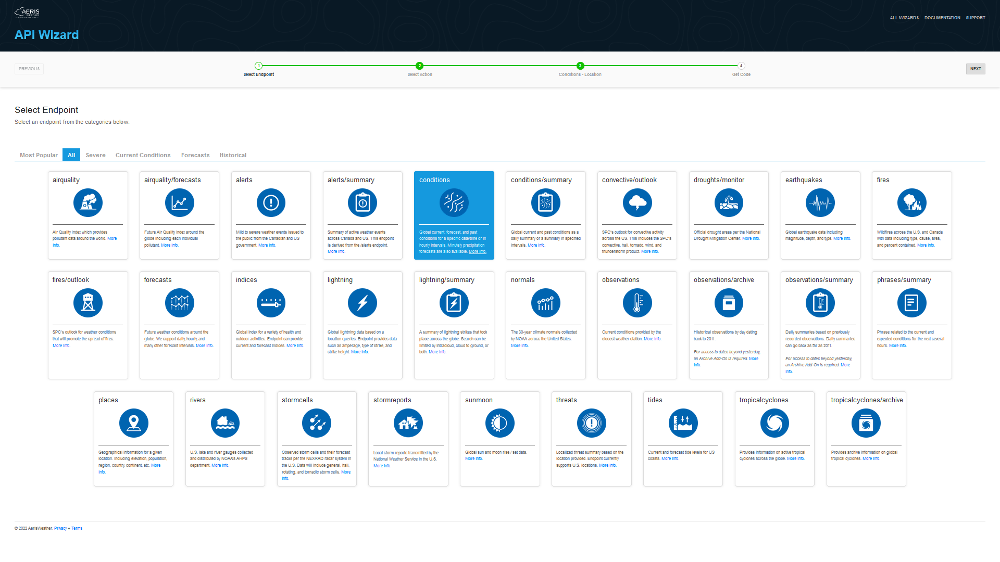 AERIS
WEATHER
ALL WIZARDS DOCUMENTATION SUPPORT
API Wizard
PREVIOUS
1 2 3 4
Select Endpoint Select Action Conditions - Location Get Code
NEXT
Select Endpoint
Select an endpoint from the categories below.
Most Popular All Severe Current Conditions Forecasts Historical
airquality
Air Quality Index which provides
pollutant data around the world. More
Info.
airquality/forecasts
Future Air Quality Index around the
globe including each individual
pollutant. More Info.
alerts
Mild to severe weather events issued to
the public from the Canadian and US
government. More Info.
alerts/summary
Summary of active weather events
across Canada and US. This endpoint
is derived from the /alerts endpoint.
More Info.
conditions
Global current, forecast, and past
conditions for a specific date/time or in
hourly intervals. Minutely precipitation
forecasts are also available. More Info.
conditions/summary
Global current and past conditions as a
daily summary or a summary in specified
intervals. More Info.
convective/outlook
SPC's outlook for convective activity
across the US. This includes the SPC's
convective, hail, tornado, wind, and
thunderstorm product. More Info.
droughts/monitor
Official drought areas per the National
Drought Mitigation Center. More Info.
earthquakes
Global earthquake data including
magnitude, depth, and type. More Info.
fires
Wildfires across the U.S. and Canada
with data including type, cause, area,
and percent contained. More Info.
fires/outlook
SPC's outlook for weather conditions
that will promote the spread of fires.
More Info.
forecasts
Future weather conditions around the
globe. We support daily, hourly, and
many other forecast intervals. More Info.
indices
Global Index for a variety of health and
outdoor activities. Endpoint can provide
current and forecast indices. More Info.
lightning
Global lightning data based on a
location queries. Endpoint provides data
such as amperage, type of strike, and
strike height. More Info.
lightning/summary
A summary of lightning strikes that took
place across the globe. Search can be
limited by intracloud, cloud to ground, or
both. More Info.
normals
The 30-year climate normals collected
by NOAA across the United States.
More Info.
observations
Current conditions provided by the
closest weather station. More Info.
observations/archive
Historical observations by day dating
back to 2011.
For access to dates beyond yesterday,
an Archive Add-On is required. More
Info.
observations/summary
Daily summaries based on previously
recorded observations. Daily summaries
can go back as far as 2011.
For access to dates beyond yesterday,
an Archive Add-On is required. More
Info.
phrases/summary
Phrase related to the current and
expected conditions for the next several
hours. More Info.
places
Geographical information for a given
location. Including elevation, population,
region, country, continent, etc. More
Info.
rivers
U.S. lake and river gauges collected
and distributed by NOAA's AHPS
department. More Info.
stormcells
Observed storm cells and their forecast
tracks per the NEXRAD radar system in
the U.S. Data will include general, hail,
rotating, and tornadic storm cells. More
Info.
stormreports
Local storm reports transmitted by the
National Weather Service in the U.S.
More Info.
sunmoon
Global sun and moon rise / set data.
More Info.
threats
Localized threat summary based on the
location provided. Endpoint currently
supports U.S. locations. More Info.
tides
Current and forecast tide levels for US
coasts. More Info.
tropicalcyclones
Provides information on active tropical
cyclones across the globe. More Info.
tropicalcyclones/archive
Provides archive information on global
tropical cyclones. More Info.
© 2022 AerisWeather. Privacy + Terms